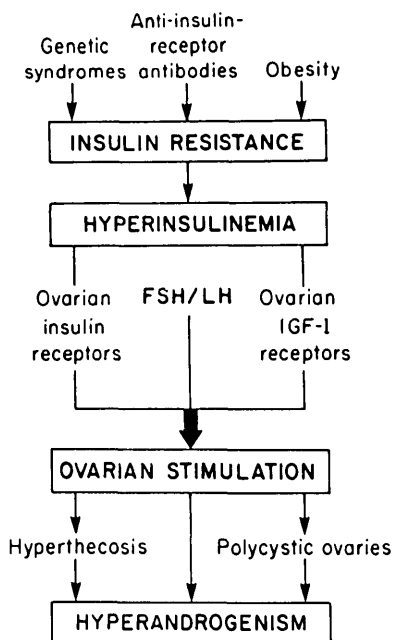 Genetic
syndromes
Anti-insulin-
receptor
antibodies
Obesity
INSULIN RESISTANCE
HYPERINSULINEMIA
Ovarian
insulin
receptors
FSH/LH
Ovarian
IGF-1
receptors
OVARIAN STIMULATION
Hyperthecosis
Polycystic ovaries
HYPERANDROGENISM